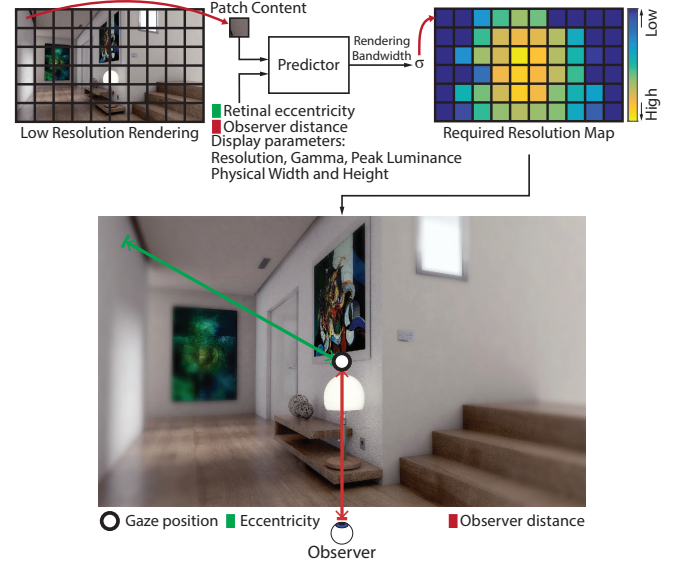 Patch Content
Low Resolution Rendering
Predictor
Rendering
Bandwidth
σ
Low
High
Required Resolution Map
Retinal eccentricity
Observer distance
Display parameters:
Resolution, Gamma, Peak Luminance
Physical Width and Height
Gaze position
Eccentricity
Observer distance
Observer